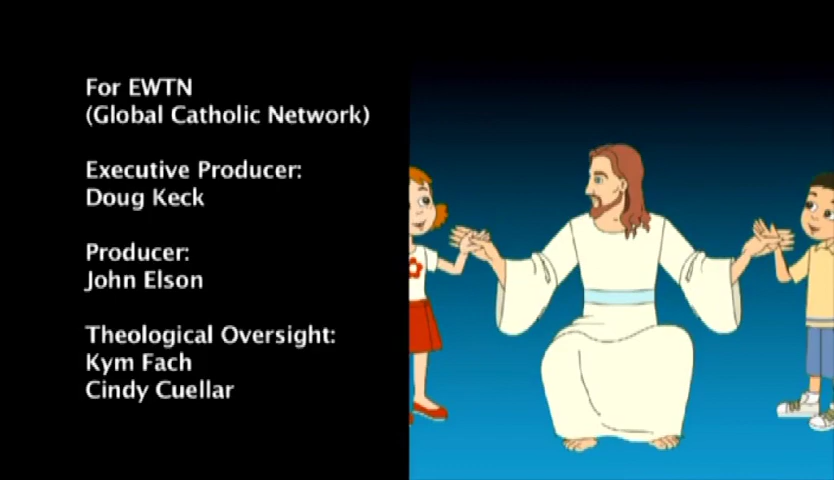 For EWTN
(Global Catholic Network)
Executive Producer:
Doug Keck
Producer:
John Elson
Theological Oversight:
Kym Fach
Cindy Cuellar